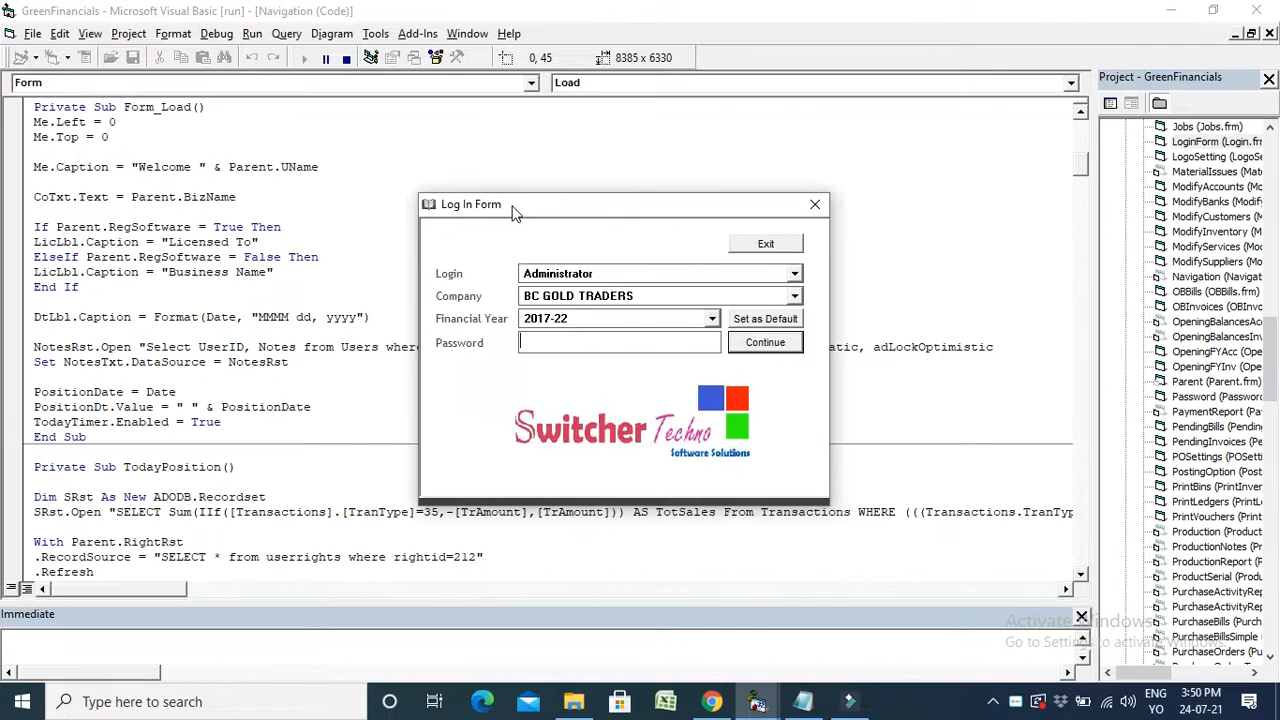 GreenFinancials - Microsoft Visual Basic [run] - [Navigation (Code)]
File Edit View Project Format Debug Run Query Diagram Tools Add-Ins Window Help
0, 45 8385 x 6330
Form Load
Project - GreenFinancials
Private Sub Form_Load()
Me.Left = 0
Me.Top = 0
Me.Caption = "Welcome " & Parent.UName
CoTxt.Text = Parent.BizName
If Parent.RegSoftware = True Then
LicLbl.Caption = "Licensed To"
ElseIf Parent.RegSoftware = False Then
LicLbl.Caption = "Business Name"
End If
DtLbl.Caption = Format(Date, "MMMM dd, yyyy")
NotesRst.Open "Select UserID, Notes from Users where
atic, adLockOptimistic
Set NotesTxt.DataSource = NotesRst
PositionDate = Date
PositionDt.Value = " " & PositionDate
TodayTimer.Enabled = True
End Sub
Private Sub TodayPosition()
Dim SRst As New ADODB.Recordset
SRst.Open "SELECT Sum(IIf([Transactions].[TranType]=35,-[TrAmount],[TrAmount])) AS TotSales From Transactions WHERE (((Transactions.TranTyp
With Parent.RightRst
.RecordSource = "SELECT * from userrights where rightid=212"
.Refresh
Log In Form
Exit
Login Administrator
Company BC GOLD TRADERS
Financial Year 2017-22 Set as Default
Password Continue
Switcher Techno
Software Solutions
Jobs (Jobs.frm)
LoginForm (Login.fr
LogoSetting (LogoSe
MaterialIssues (Mat
ModifyAccounts (Mo
ModifyBanks (Modify
ModifyCustomers (M
ModifyInventory (Mo
ModifyServices (Mod
ModifySuppliers (Mo
Navigation (Navigati
OBBills (OBBills.frm)
OBInvoices (OBInvo
OpeningBalancesAc
OpeningFYAcc (Ope
OpeningFYInv (Ope
Parent (Parent.frm)
Password (Passwor
PaymentReport (Pa
PendingBills (Pendin
PendingInvoices (Pe
POSettings (POSett
PostingOption (Post
PrintBins (PrintBins.f
PrintInvoices (PrintI
PrintLedgers (PrintL
PrintVouchers (Print
Production (Producti
ProductionNotes (Pr
ProductionReport (P
ProductSerial (Produ
PurchaseActivityRep
PurchaseBills (Purch
PurchaseBillsSimple
PurchaseOrders (Pu
Immediate
Activate Windows
Go to Settings to activate Windows.
Type here to search
ENG
YO
3:50 PM
24-07-21